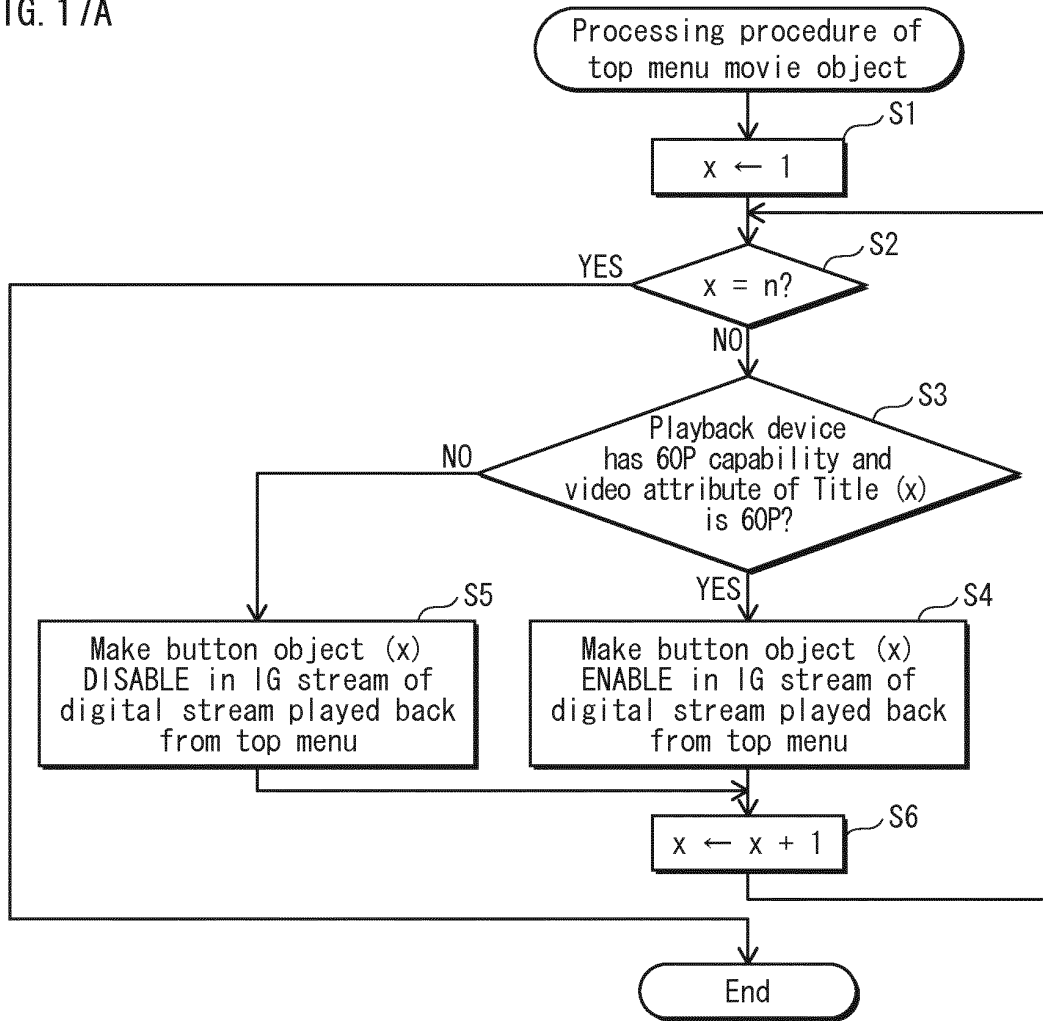 IG. 17A
Processing procedure of
top menu movie object
S1
x ← 1
S2
YES
x = n?
NO
S3
Playback device
has 60P capability and
video attribute of Title (x)
is 60P?
NO
YES
S5
Make button object (x)
DISABLE in IG stream of
digital stream played back
from top menu
S4
Make button object (x)
ENABLE in IG stream of
digital stream played back
from top menu
S6
x ← x + 1
End